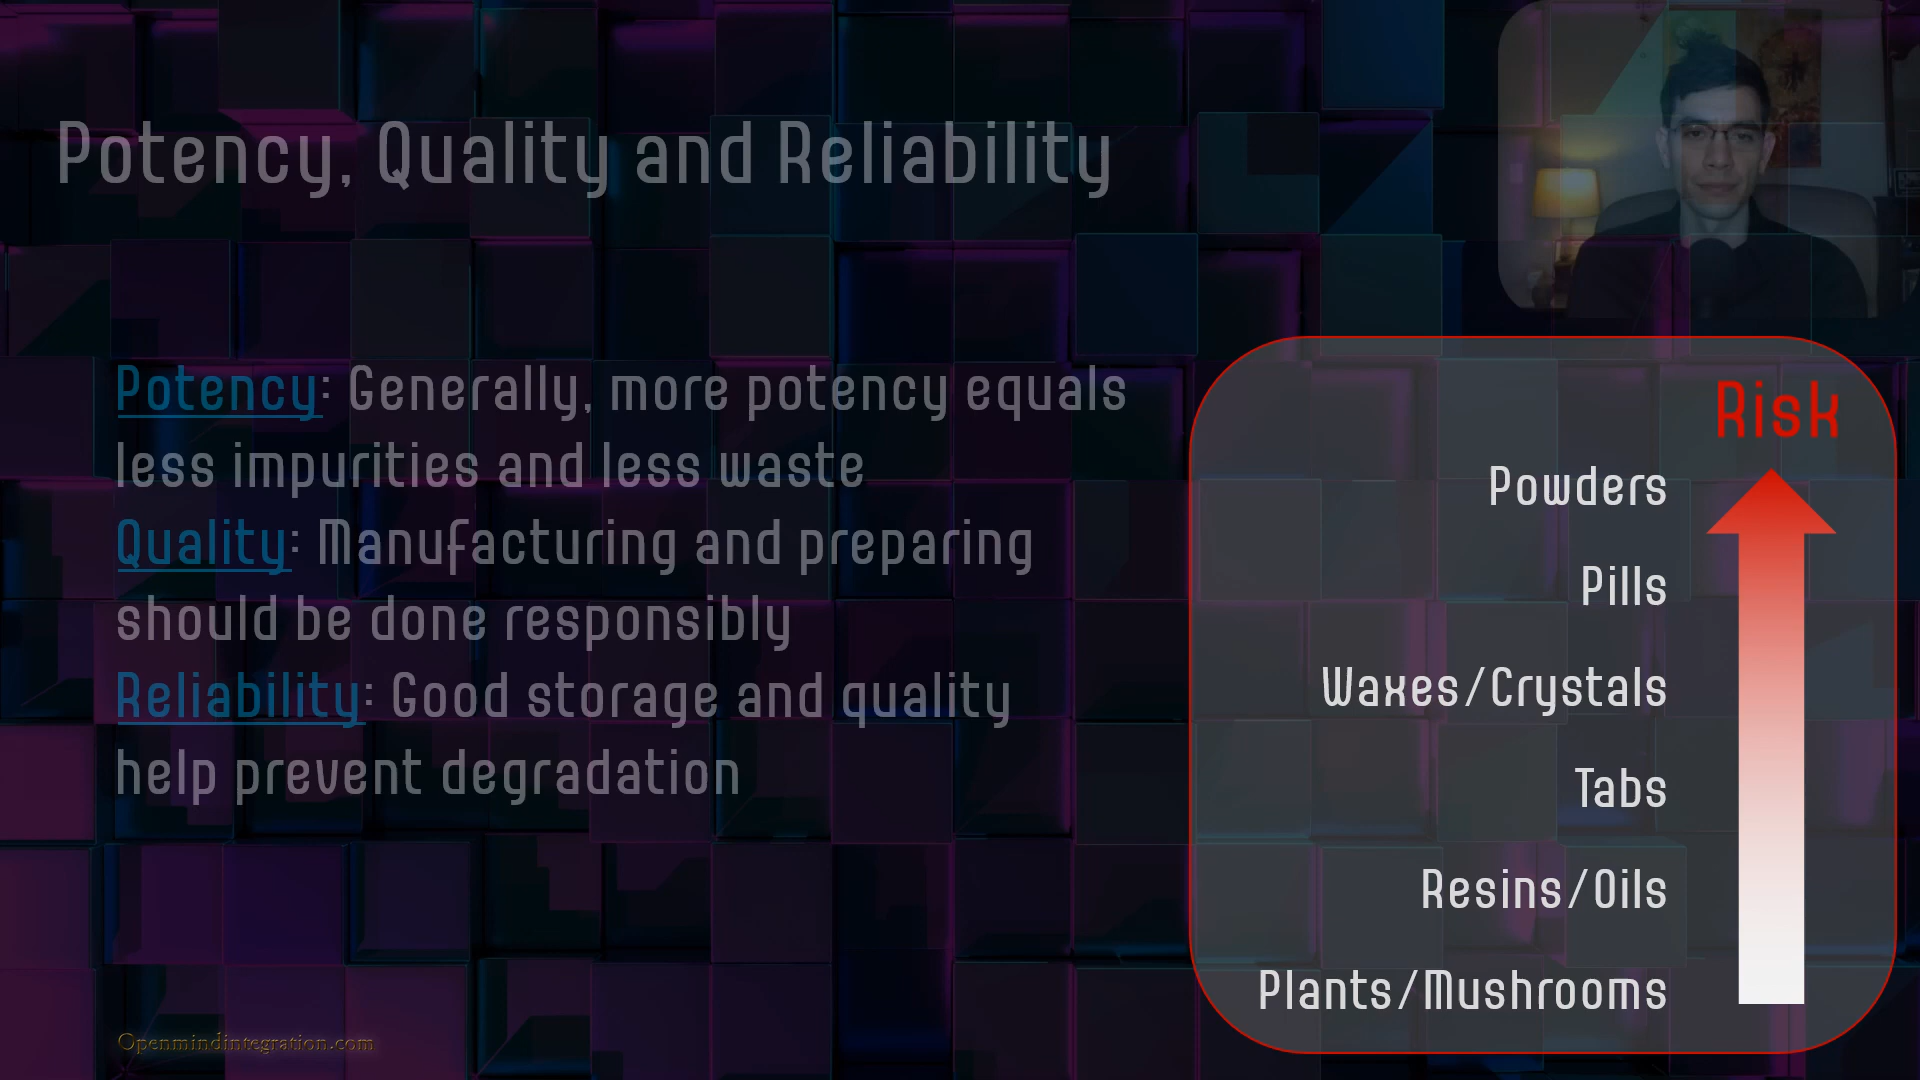 Potency, Quality and Reliability
Potency: Generally, more potency equals
less impurities and less waste
Quality: Manufacturing and preparing
should be done responsibly
Reliability: Good storage and quality
help prevent degradation
Risk
Powders
Pills
Waxes/Crystals
Tabs
Resins/Oils
Plants/Mushrooms
Openmindintegration.com